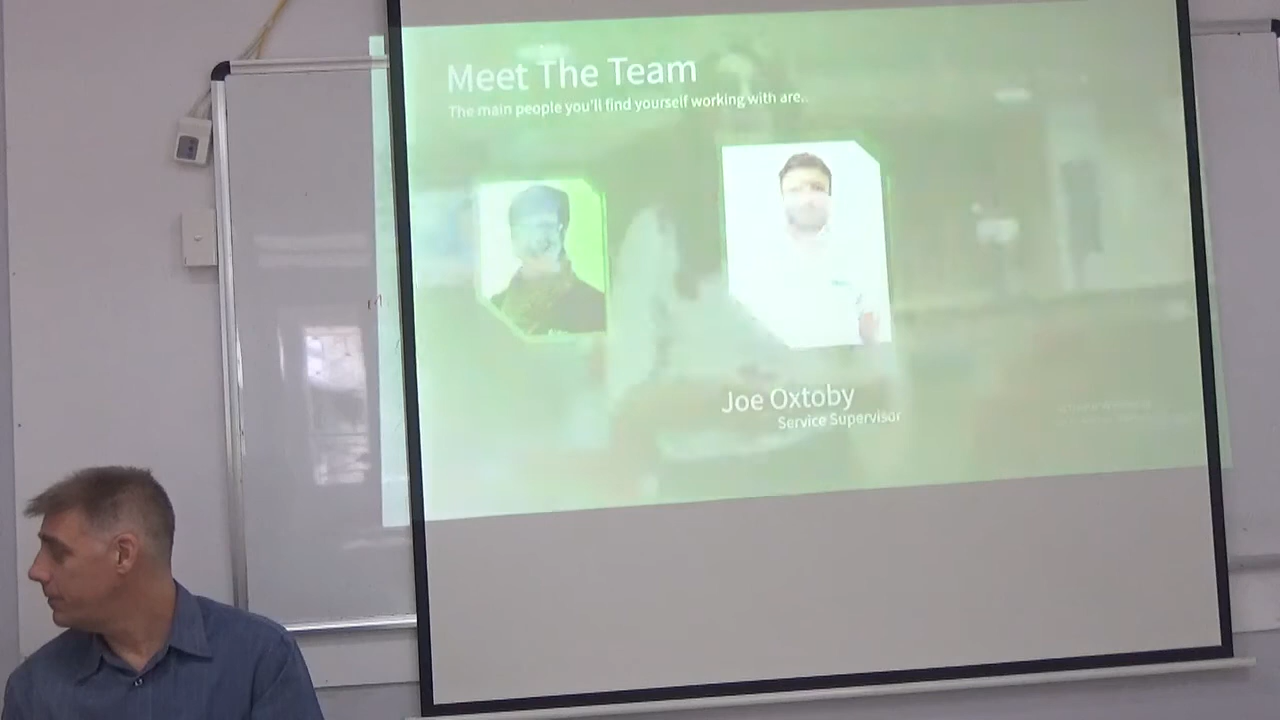 Meet The Team
The main people you'll find yourself working with are..
Joe Oxtoby
Service Supervisor